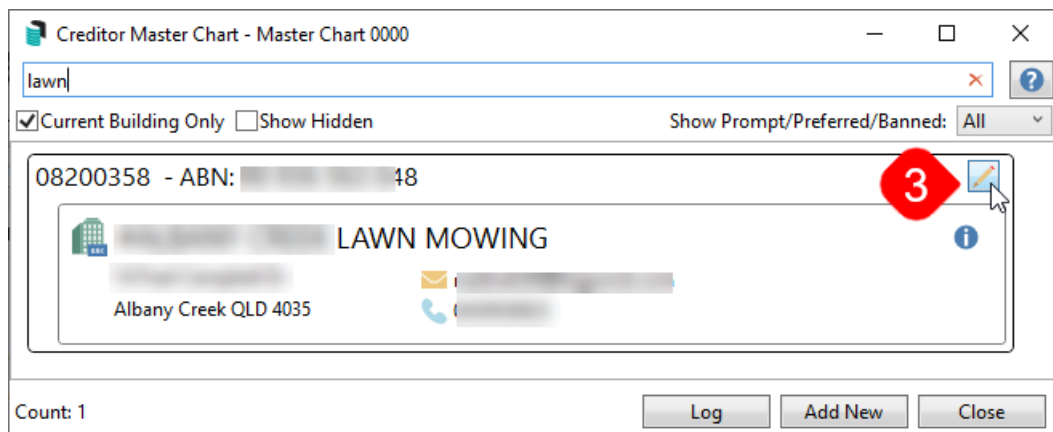 Creditor Master Chart - Master Chart 0000
lawn
?
Current Building Only Show Hidden Show Prompt/Preferred/Banned: All
08200358 - ABN: 48
3
LAWN MOWING
i
Albany Creek QLD 4035
Count: 1 Log Add New Close